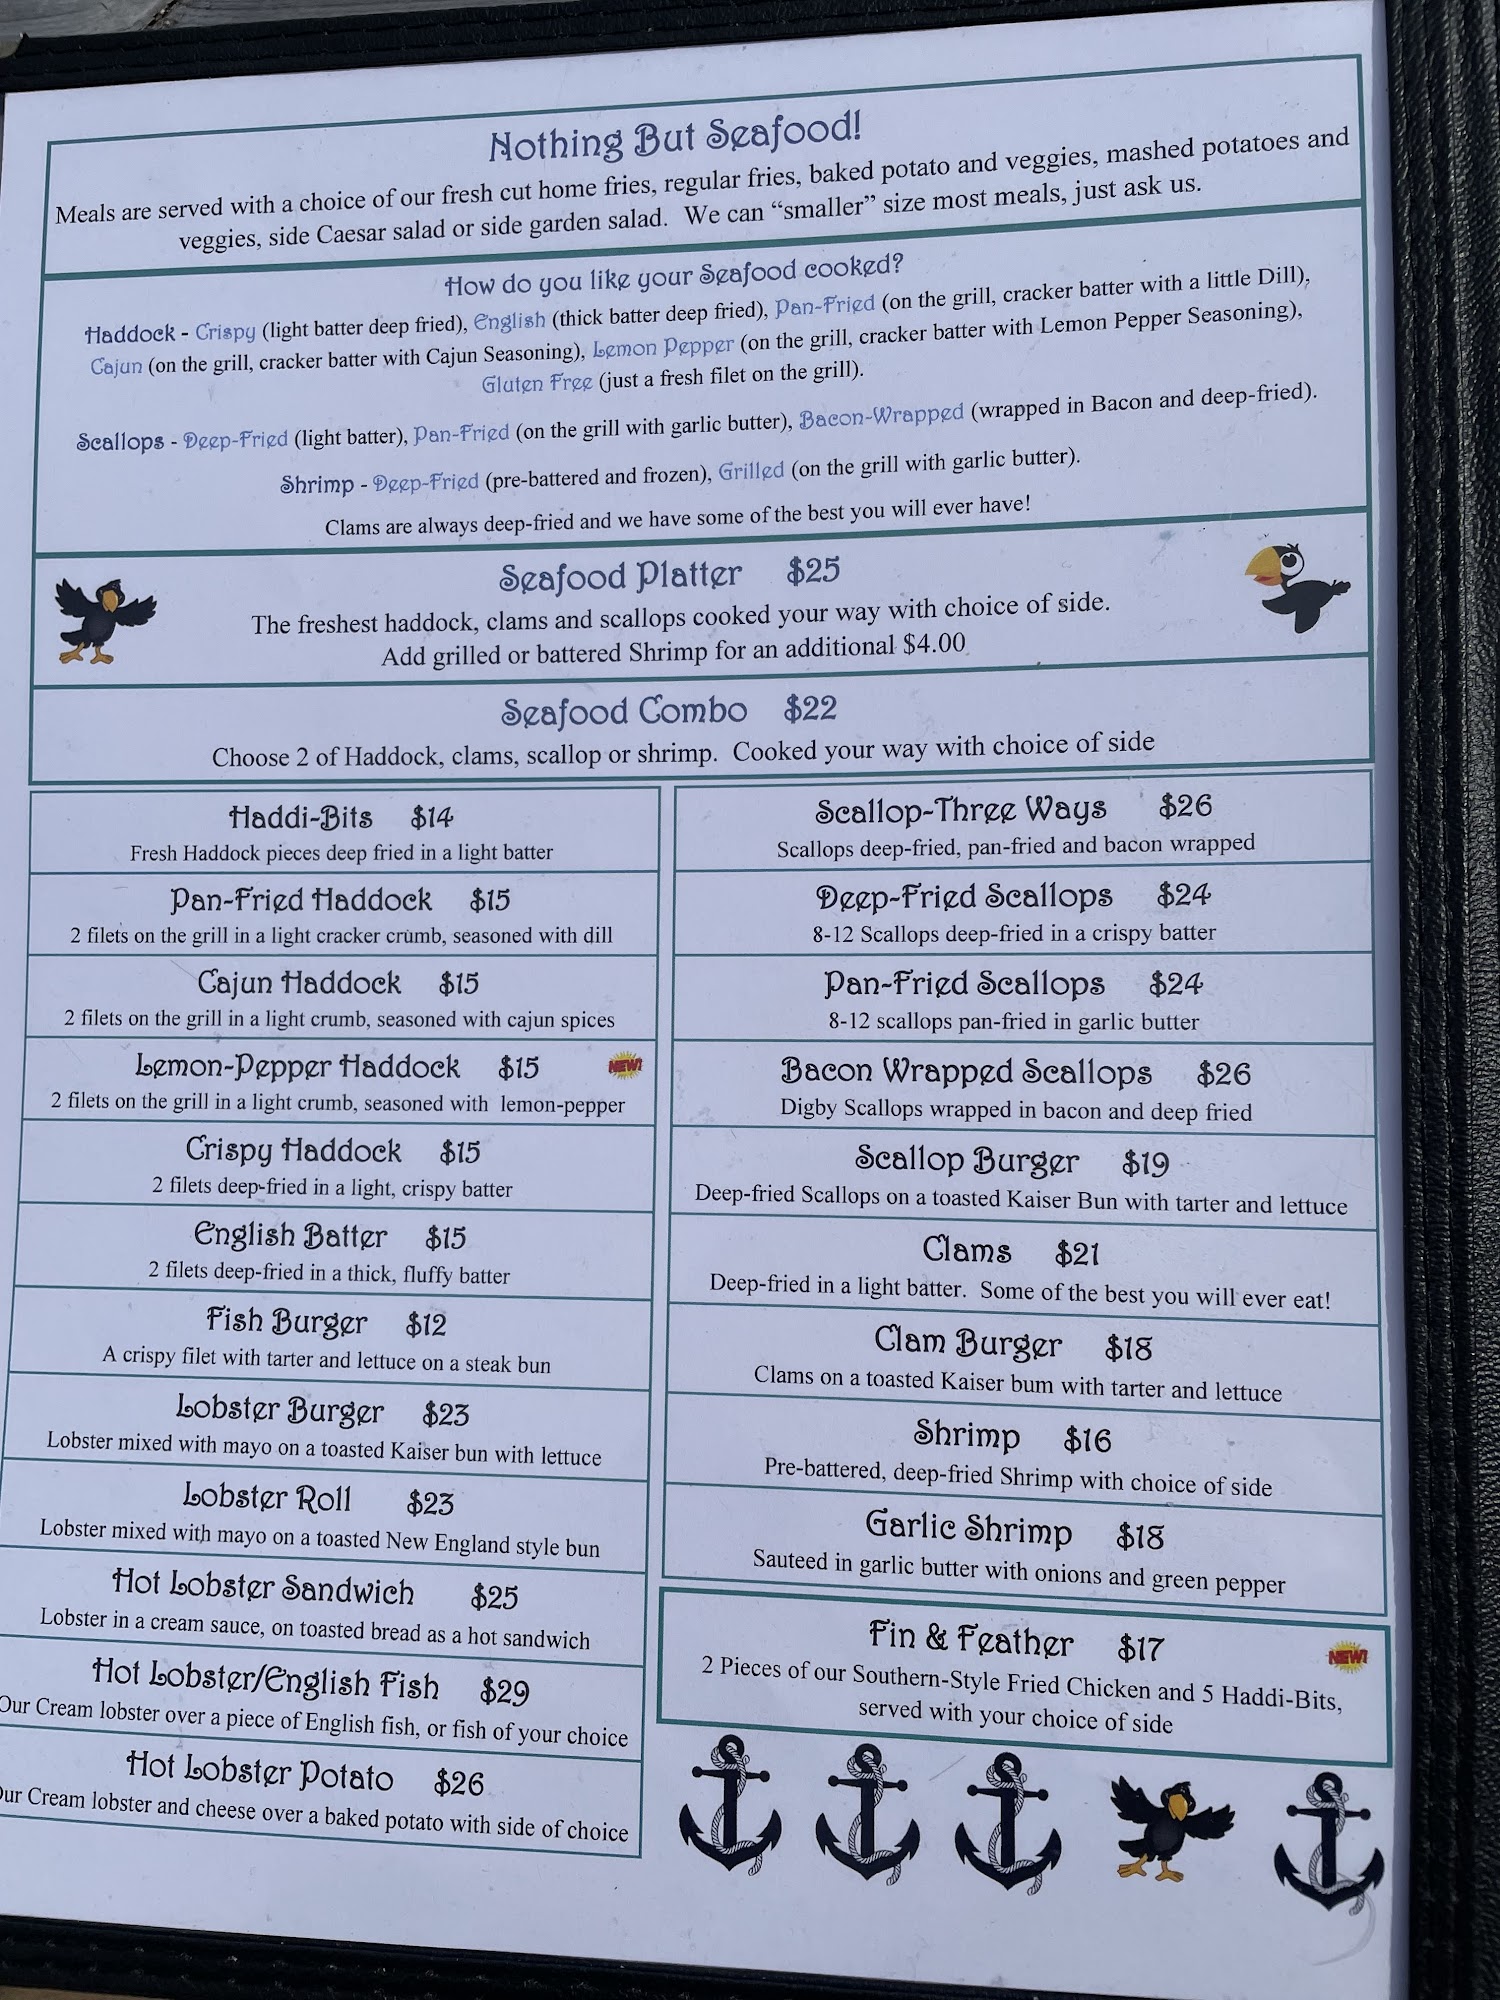 Nothing But Seafood!
Meals are served with a choice of our fresh cut home fries, regular fries, baked potato and veggies, mashed potatoes and
veggies, side Caesar salad or side garden salad. We can “smaller” size most meals, just ask us.
How do you like your Seafood cooked?
Haddock - Crispy (light batter deep fried), English (thick batter deep fried), Pan-Fried (on the grill, cracker batter with a little Dill),
Cajun (on the grill, cracker batter with Cajun Seasoning), Lemon Pepper (on the grill, cracker batter with Lemon Pepper Seasoning),
Gluten Free (just a fresh filet on the grill).
Scallops - Deep-Fried (light batter), Pan-Fried (on the grill with garlic butter), Bacon-Wrapped (wrapped in Bacon and deep-fried).
Shrimp - Deep-Fried (pre-battered and frozen), Grilled (on the grill with garlic butter).
Clams are always deep-fried and we have some of the best you will ever have!
Seafood Platter $25
The freshest haddock, clams and scallops cooked your way with choice of side.
Add grilled or battered Shrimp for an additional $4.00
Seafood Combo $22
Choose 2 of Haddock, clams, scallop or shrimp. Cooked your way with choice of side
Haddi-Bits $14
Fresh Haddock pieces deep fried in a light batter
Pan-Fried Haddock $15
2 filets on the grill in a light cracker crumb, seasoned with dill
Cajun Haddock $15
2 filets on the grill in a light crumb, seasoned with cajun spices
Lemon-Pepper Haddock $15 NEW!
2 filets on the grill in a light crumb, seasoned with lemon-pepper
Crispy Haddock $15
2 filets deep-fried in a light, crispy batter
English Batter $15
2 filets deep-fried in a thick, fluffy batter
Fish Burger $12
A crispy filet with tarter and lettuce on a steak bun
Lobster Burger $23
Lobster mixed with mayo on a toasted Kaiser bun with lettuce
Lobster Roll $23
Lobster mixed with mayo on a toasted New England style bun
Hot Lobster Sandwich $25
Lobster in a cream sauce, on toasted bread as a hot sandwich
Hot Lobster/English Fish $29
Our Cream lobster over a piece of English fish, or fish of your choice
Hot Lobster Potato $26
Our Cream lobster and cheese over a baked potato with side of choice
Scallop-Three Ways $26
Scallops deep-fried, pan-fried and bacon wrapped
Deep-Fried Scallops $24
8-12 Scallops deep-fried in a crispy batter
Pan-Fried Scallops $24
8-12 scallops pan-fried in garlic butter
Bacon Wrapped Scallops $26
Digby Scallops wrapped in bacon and deep fried
Scallop Burger $19
Deep-fried Scallops on a toasted Kaiser Bun with tarter and lettuce
Clams $21
Deep-fried in a light batter. Some of the best you will ever eat!
Clam Burger $18
Clams on a toasted Kaiser bum with tarter and lettuce
Shrimp $16
Pre-battered, deep-fried Shrimp with choice of side
Garlic Shrimp $18
Sauteed in garlic butter with onions and green pepper
Fin & Feather $17 NEW!
2 Pieces of our Southern-Style Fried Chicken and 5 Haddi-Bits,
served with your choice of side